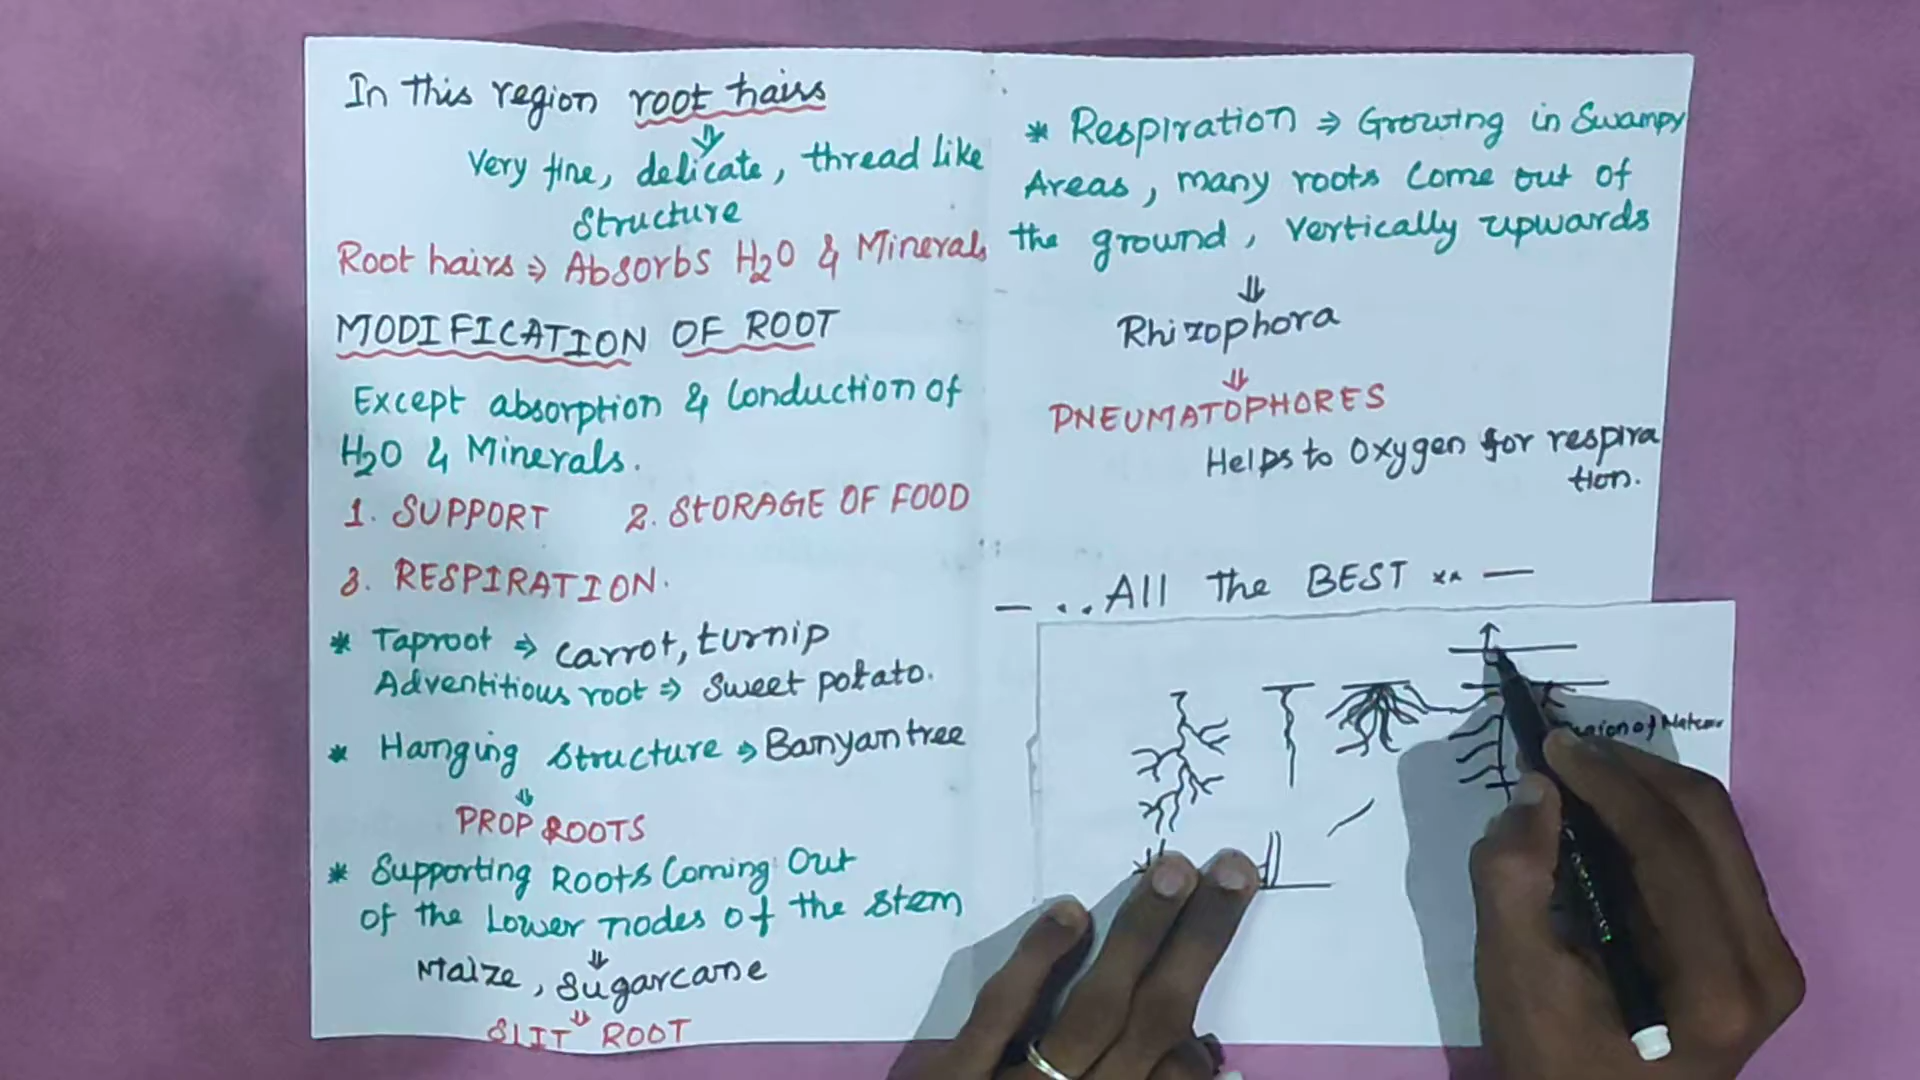 In this region root hairs
⇓
Very fine, delicate, thread like
Structure
Root hairs ⇒ Absorbs H2O & Minerals
MODIFICATION OF ROOT
Except absorption & Conduction of
H2O & Minerals.
1. SUPPORT 2. STORAGE OF FOOD
3. RESPIRATION.
* Taproot ⇒ carrot, turnip
Adventitious root ⇒ Sweet potato.
* Hanging structure ⇒ Banyan tree
⇓
PROP ROOTS
* Supporting Roots Coming Out
of the Lower nodes of the stem
⇓
Maize, Sugarcane
⇓
SLIT ROOT
* Respiration ⇒ Growing in Swampy
Areas, many roots Come out of
the ground, vertically upwards
⇓
Rhizophora
⇓
PNEUMATOPHORES
Helps to Oxygen for respira
tion.
All the BEST
of